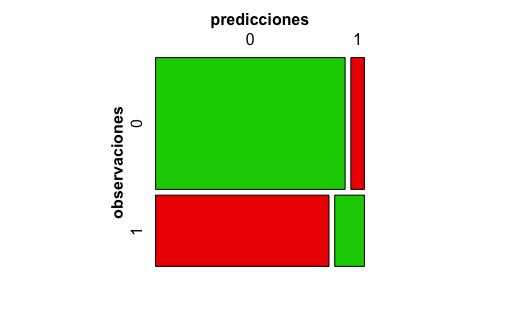 predicciones
0 1
observaciones
0
1